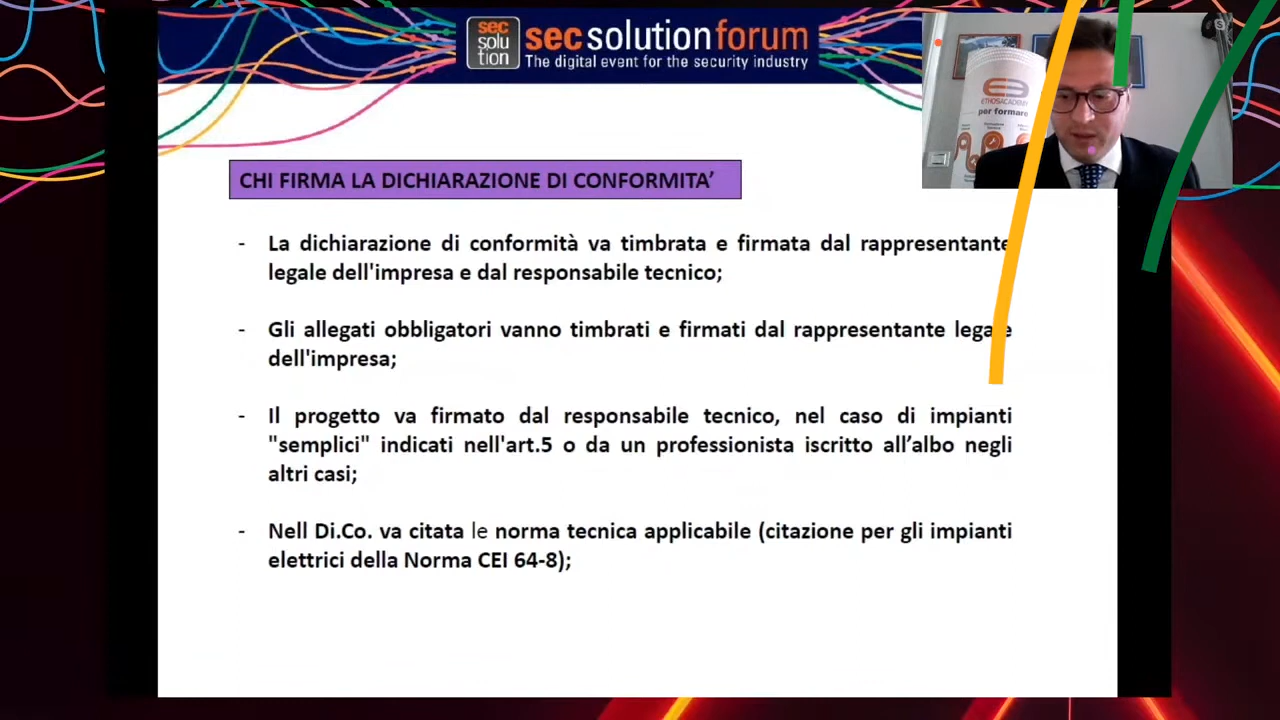 sec
solu
tion
secsolutionforum
The digital event for the security industry
ETHOSACADEMY
per formare
CHI FIRMA LA DICHIARAZIONE DI CONFORMITA’
- La dichiarazione di conformità va timbrata e firmata dal rappresentante
legale dell'impresa e dal responsabile tecnico;
- Gli allegati obbligatori vanno timbrati e firmati dal rappresentante legale
dell'impresa;
- Il progetto va firmato dal responsabile tecnico, nel caso di impianti
"semplici" indicati nell'art.5 o da un professionista iscritto all’albo negli
altri casi;
- Nell Di.Co. va citata le norma tecnica applicabile (citazione per gli impianti
elettrici della Norma CEI 64-8);